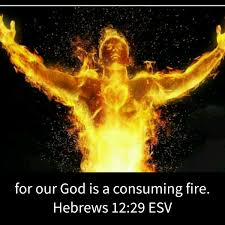 for our God is a consuming fire.
Hebrews 12:29 ESV